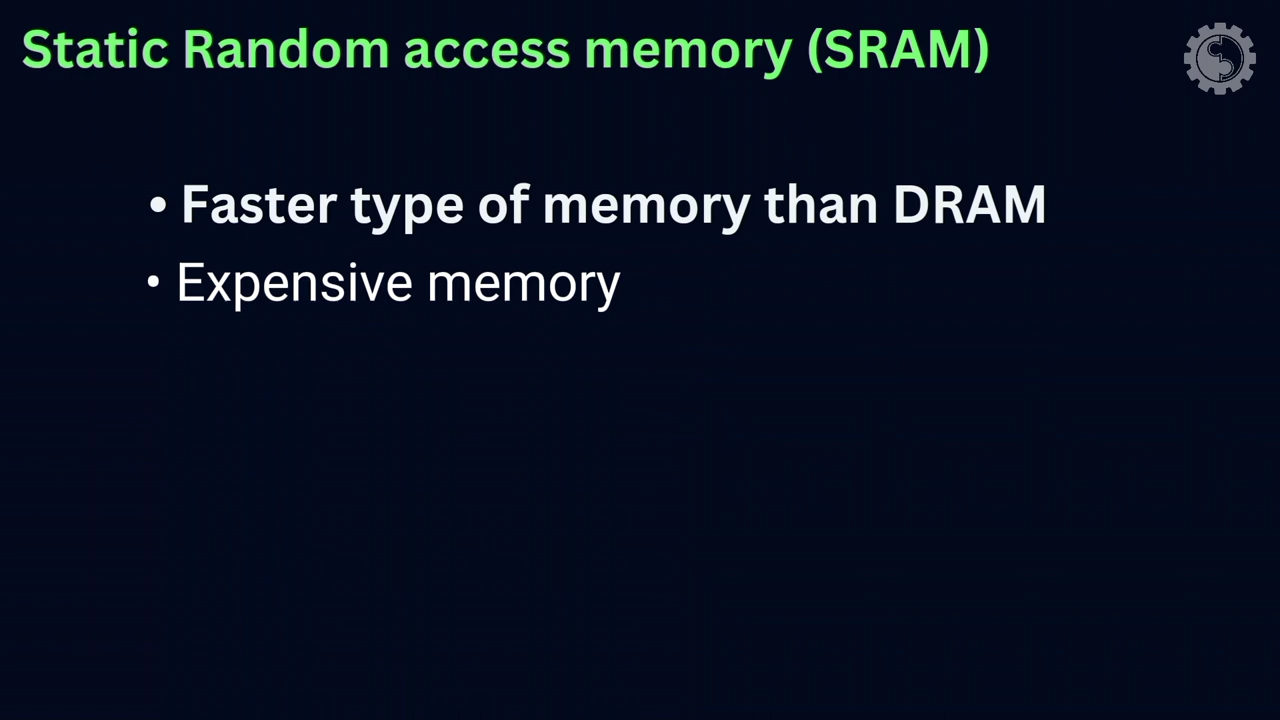 Static Random access memory (SRAM)
• Faster type of memory than DRAM
• Expensive memory